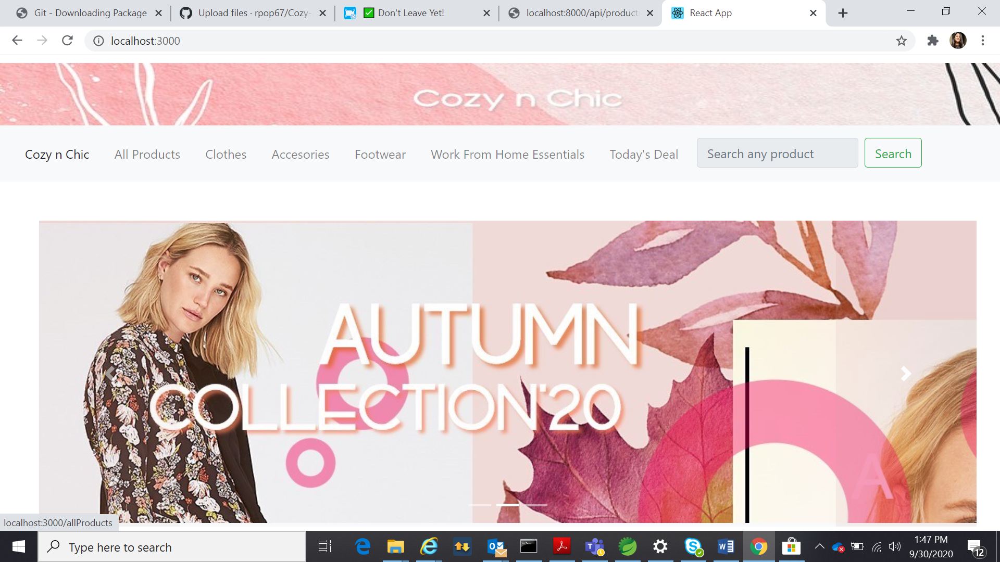 Git - Downloading Package
Upload files · rpop67/Cozy-
Don't Leave Yet!
localhost:8000/api/product
React App
localhost:3000
Cozy n Chic
Cozy n Chic
All Products
Clothes
Accesories
Footwear
Work From Home Essentials
Today's Deal
Search any product
Search
AUTUMN
COLLECTION'20
A
localhost:3000/allProducts
Type here to search
1:47 PM
9/30/2020
12